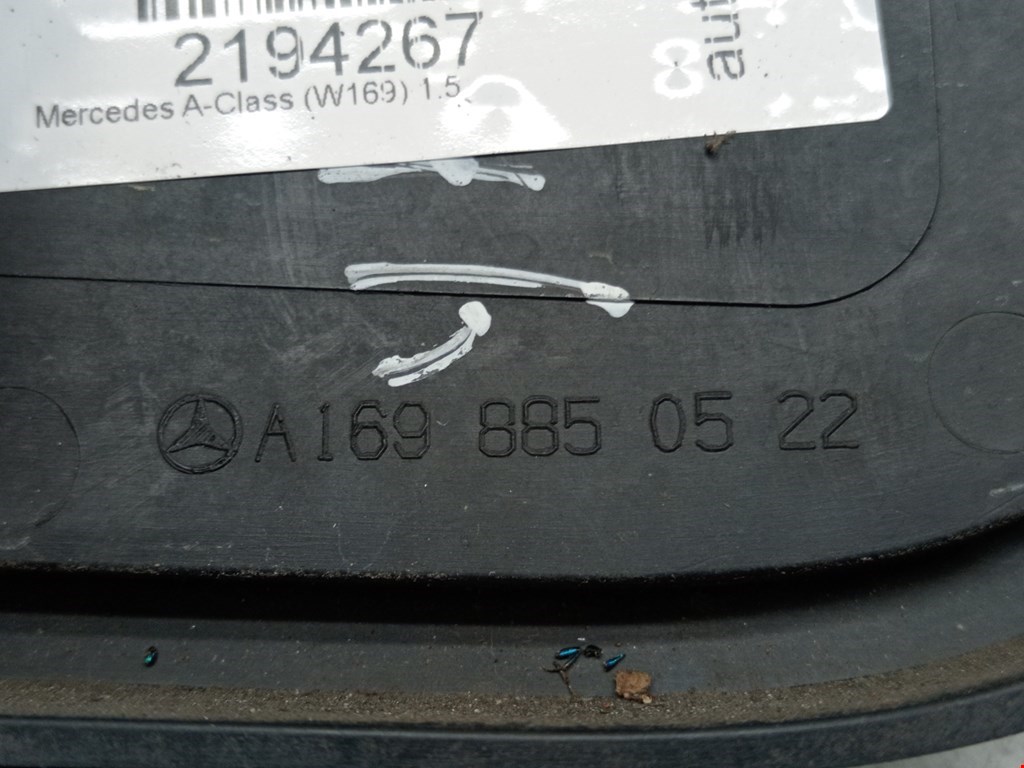 2194267
Mercedes A-Class (W169) 1.5
A169 885 05 22